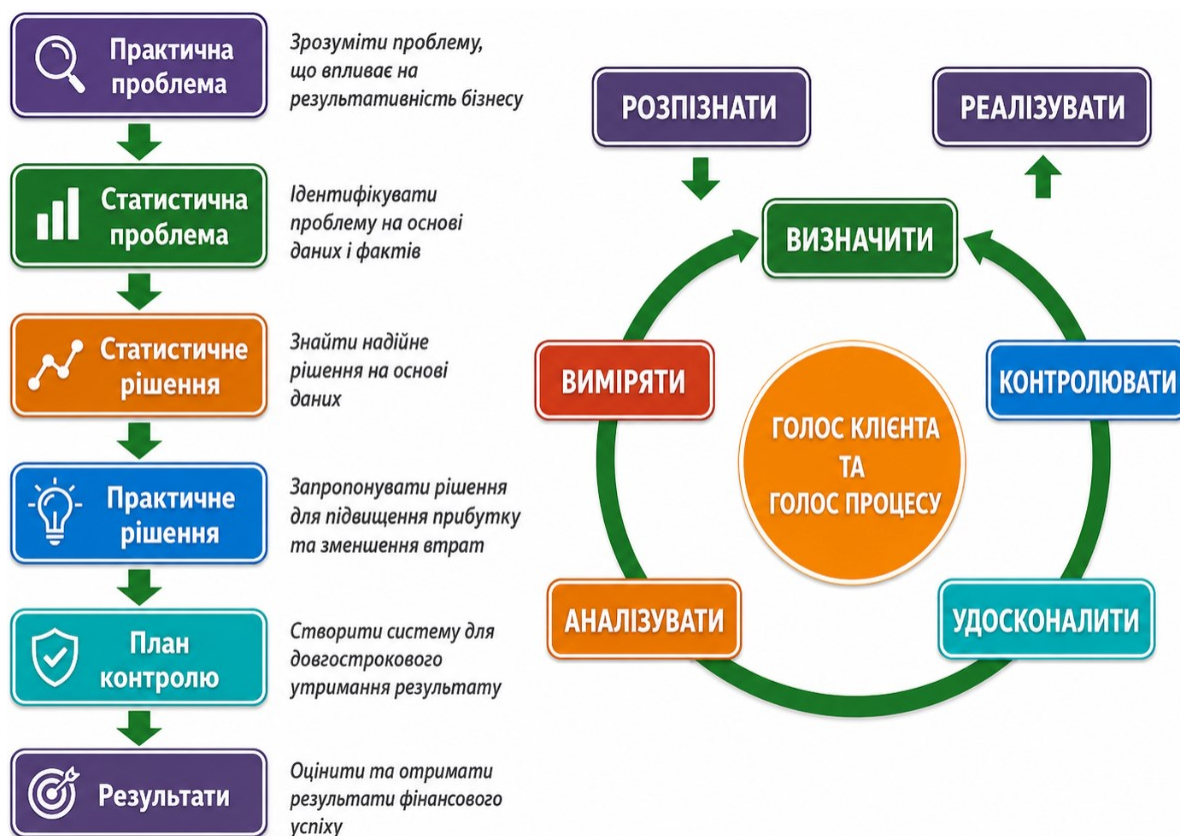 Практична
проблема
Зрозуміти проблему,
що впливає на
результативність бізнесу
Статистична
проблема
Ідентифікувати
проблему на основі
даних і фактів
Статистичне
рішення
Знайти надійне
рішення на основі
даних
Практичне
рішення
Запропонувати рішення
для підвищення прибутку
та зменшення втрат
План
контролю
Створити систему для
довгострокового
утримання результату
Результати
Оцінити та отримати
результати фінансового
успіху
РОЗПІЗНАТИ
РЕАЛІЗУВАТИ
ВИЗНАЧИТИ
ВИМІРЯТИ
КОНТРОЛЮВАТИ
ГОЛОС КЛІЄНТА
ТА
ГОЛОС ПРОЦЕСУ
АНАЛІЗУВАТИ
УДОСКОНАЛИТИ